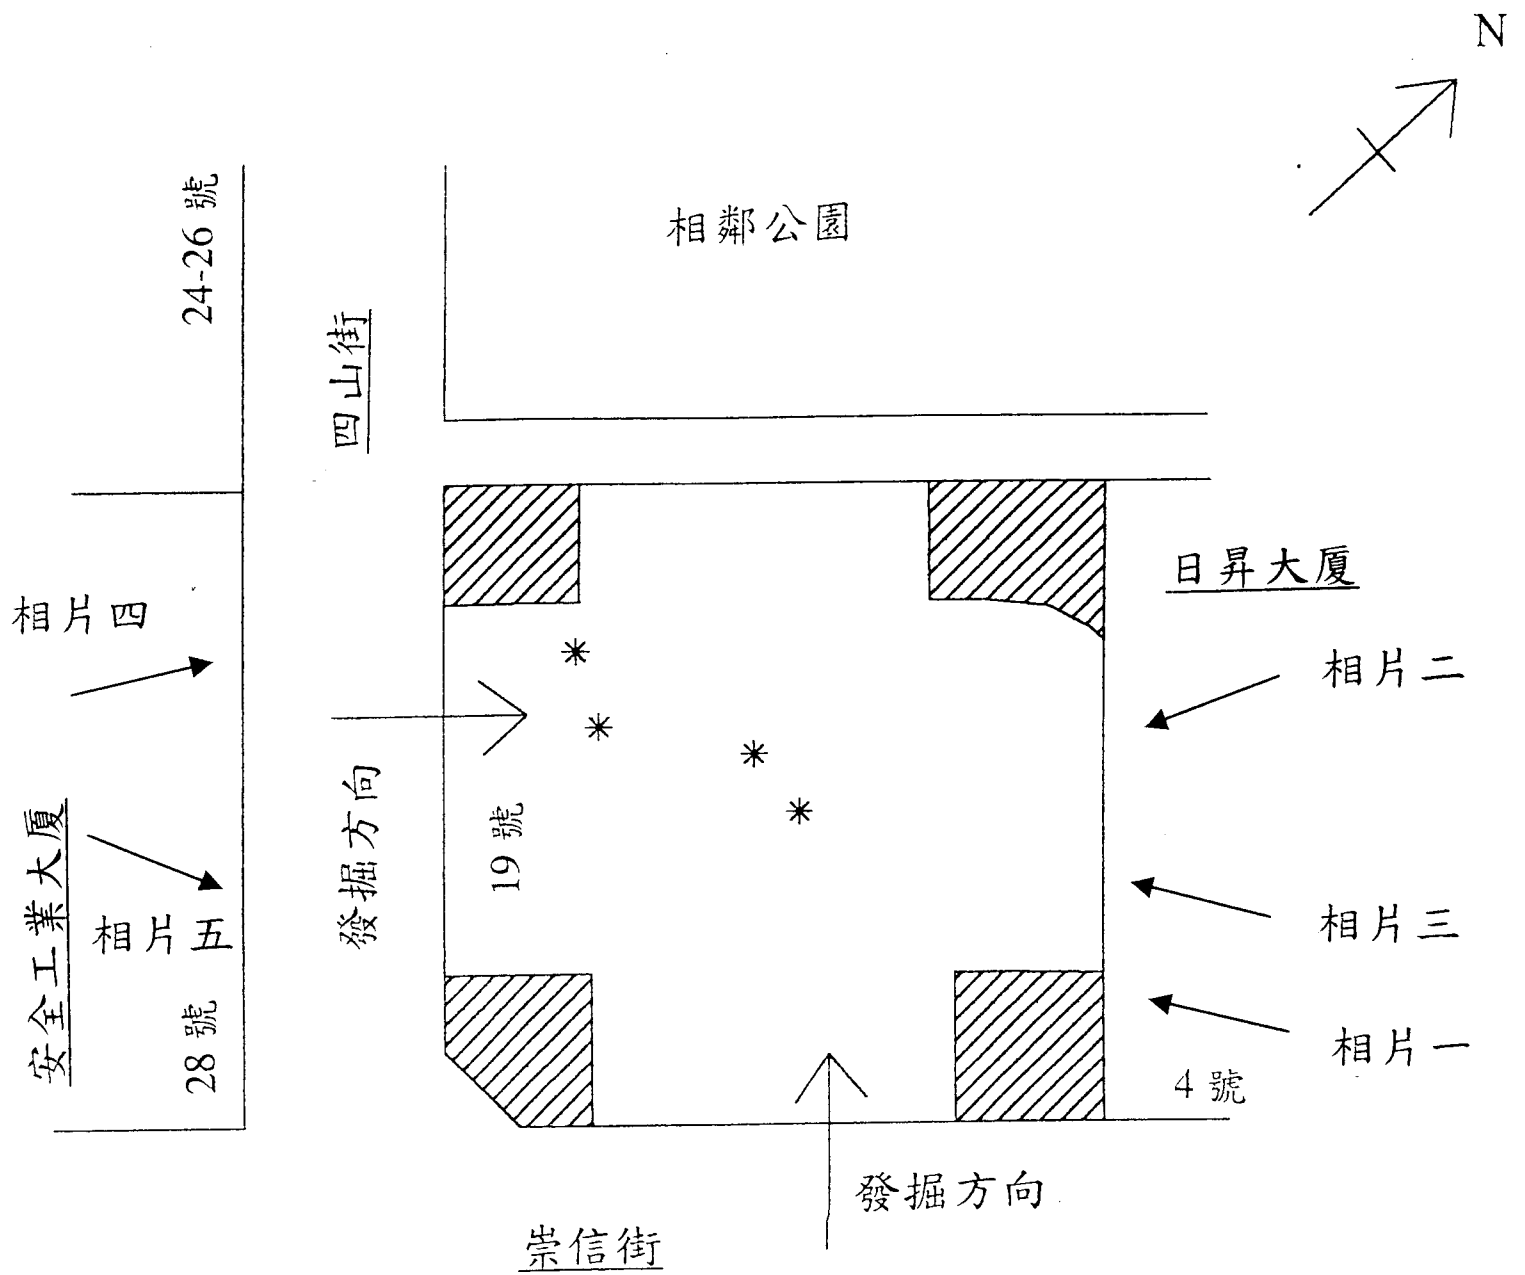 N
24-26 號
相鄰公園
四山街
日昇大厦
相片四
相片二
發掘方向
19 號
安全工業大厦
相片五
相片三
28 號
相片一
4 號
發掘方向
崇信街